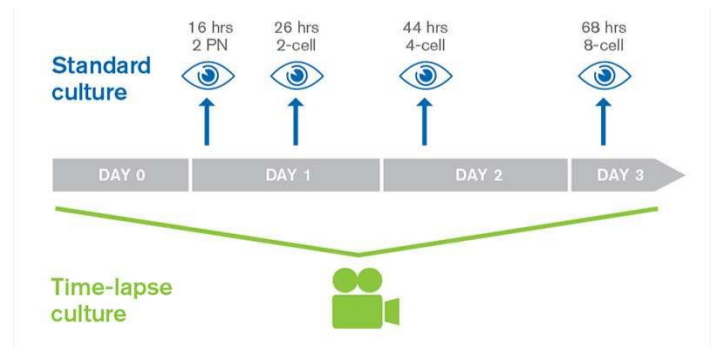 16 hrs
2 PN
26 hrs
2-cell
44 hrs
4-cell
68 hrs
8-cell
Standard
culture
DAY 0
DAY 1
DAY 2
DAY 3
Time-lapse
culture